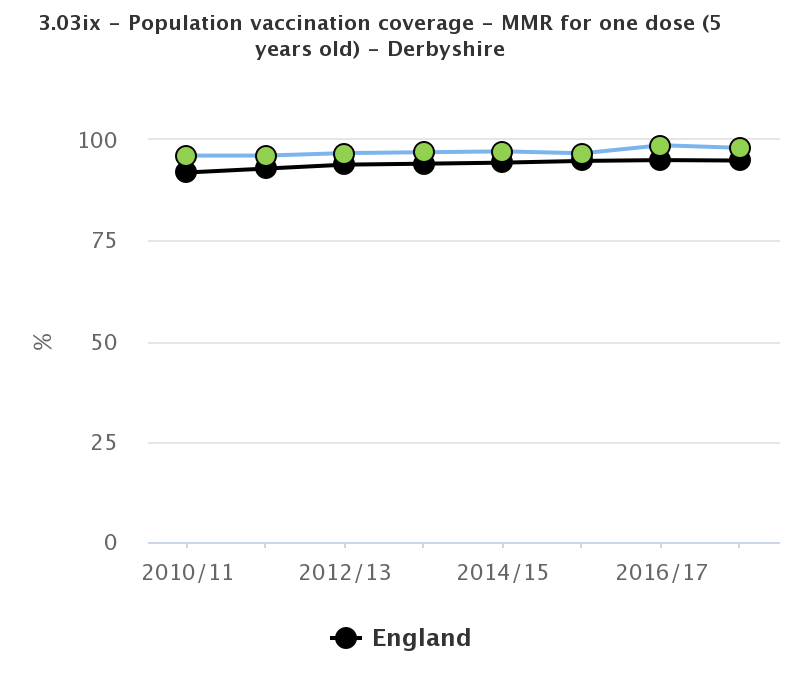 3.03ix – Population vaccination coverage – MMR for one dose (5
years old) – Derbyshire
100
75
50
25
0
%
2010/11 2012/13 2014/15 2016/17
England